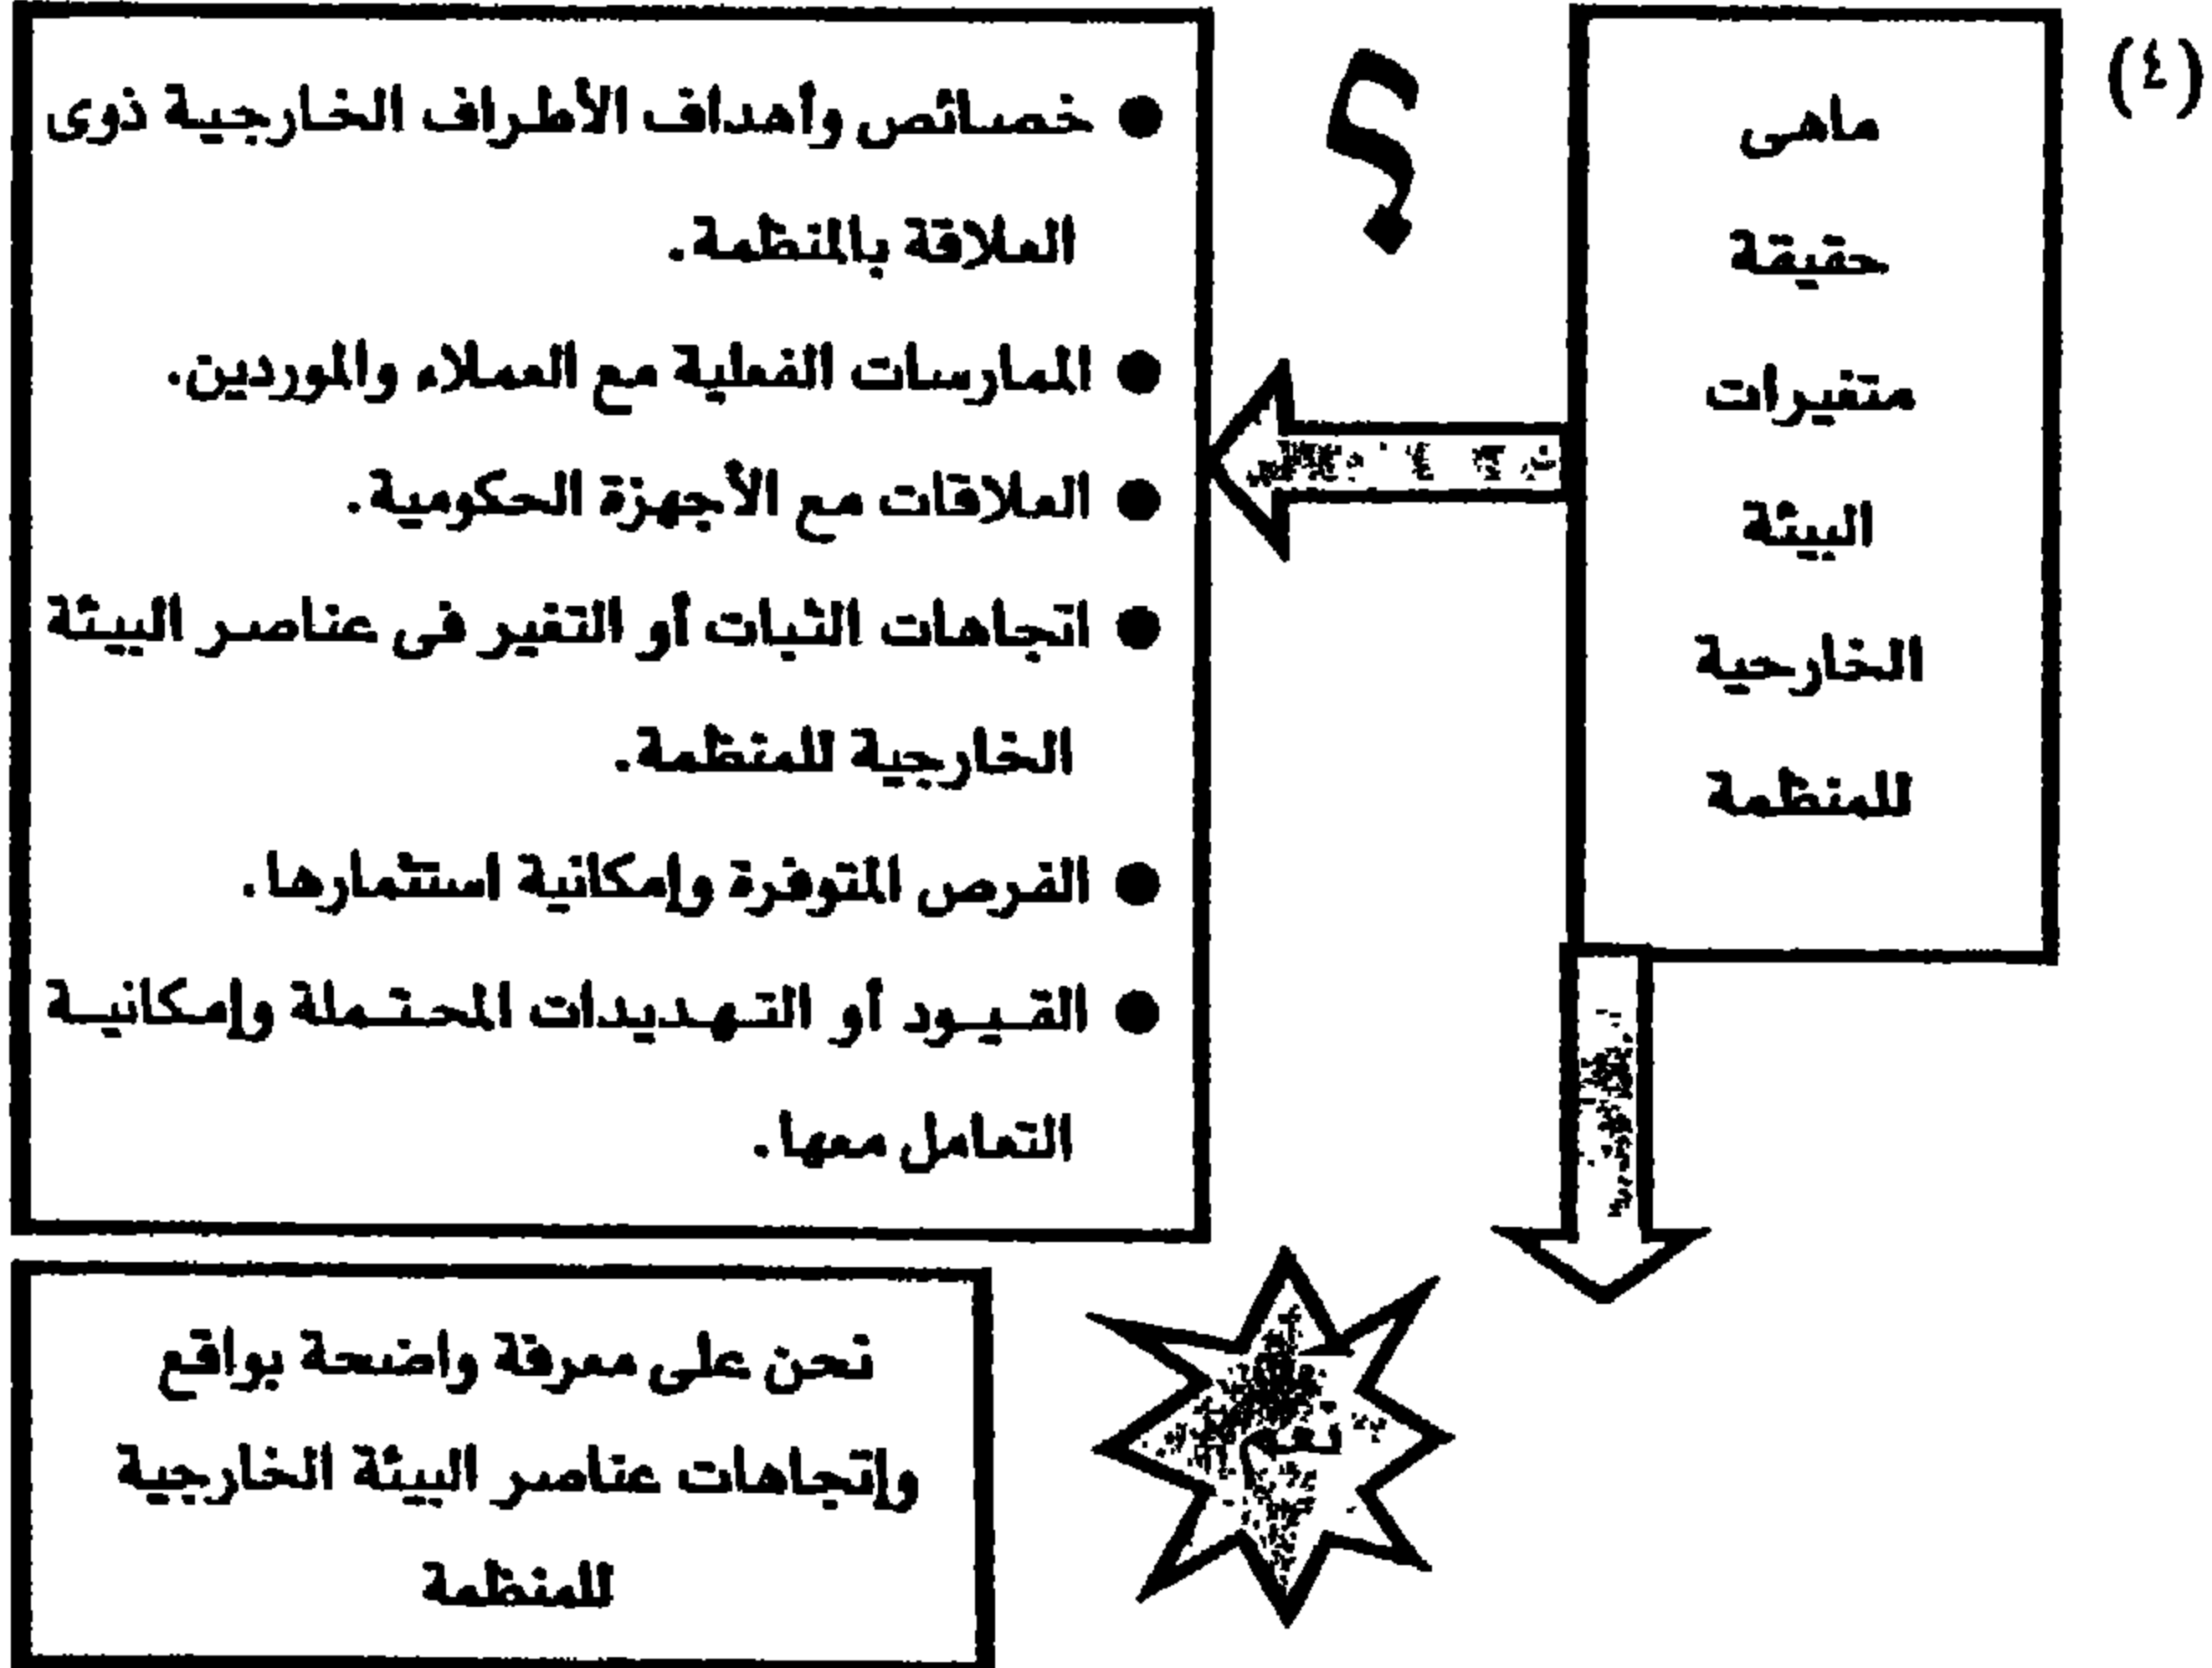 (٤)
ماهى
حقيقة
متغيرات
البيئة
الخارجية
للمنظمة
؟
● خصائص وأهداف الأطراف الخارجية ذوى
العلاقة بالمنظمة.
● الممارسات الفعلية مع العملاء والموردين.
● العلاقات مع الأجهزة الحكومية.
● اتجاهات الثبات أو التغير فى عناصر البيئة
الخارجية للمنظمة.
● الفرص المتوفرة وإمكانية استثمارها.
● القيود أو التهديدات المحتملة وإمكانية
التعامل معها.
نعم
نحن على معرفة واضحة بواقع
وإتجاهات عناصر البيئة الخارجية
للمنظمة